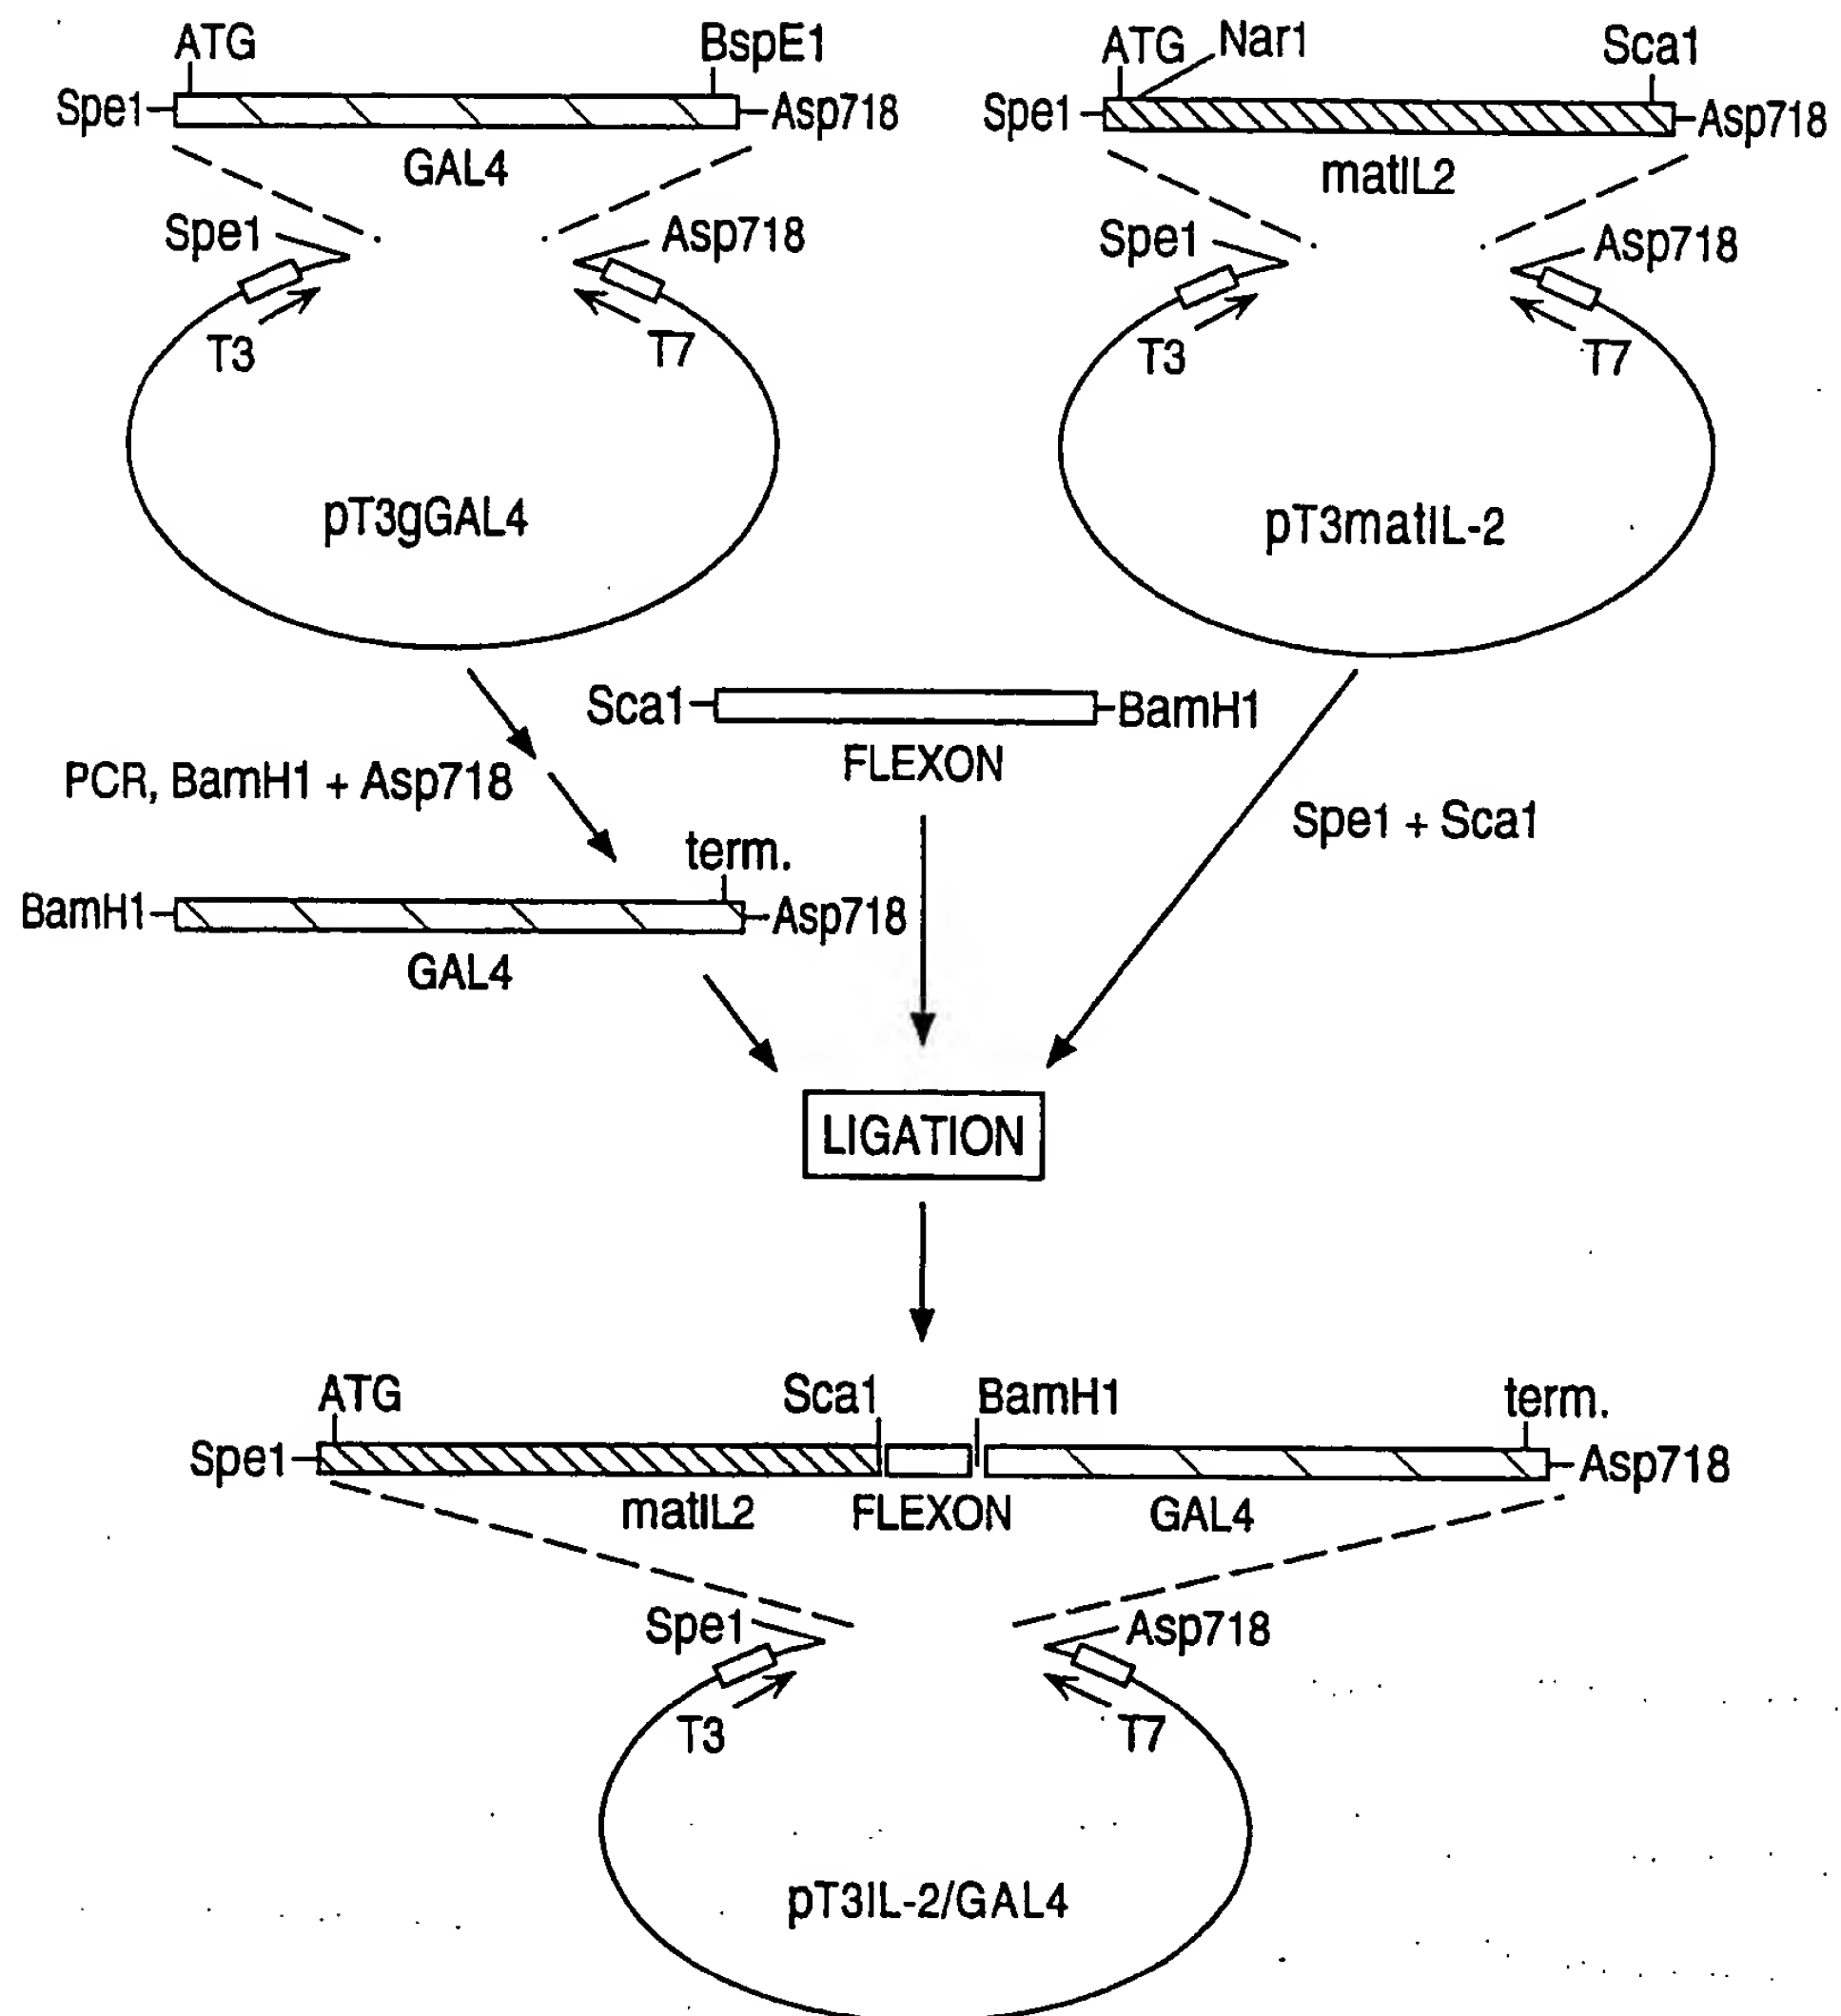 ATG BspE1
Spe1 Asp718
GAL4
Spe1 Asp718
T3 T7
pT3gGAL4
ATG Nar1 Sca1
Spe1 Asp718
matIL2
Spe1 Asp718
T3 T7
pT3matIL-2
Sca1 BamH1
FLEXON
PCR, BamH1 + Asp718
Spe1 + Sca1
term.
BamH1 Asp718
GAL4
LIGATION
ATG Sca1 BamH1 term.
Spe1 Asp718
matIL2 FLEXON GAL4
Spe1 Asp718
T3 T7
pT3IL-2/GAL4